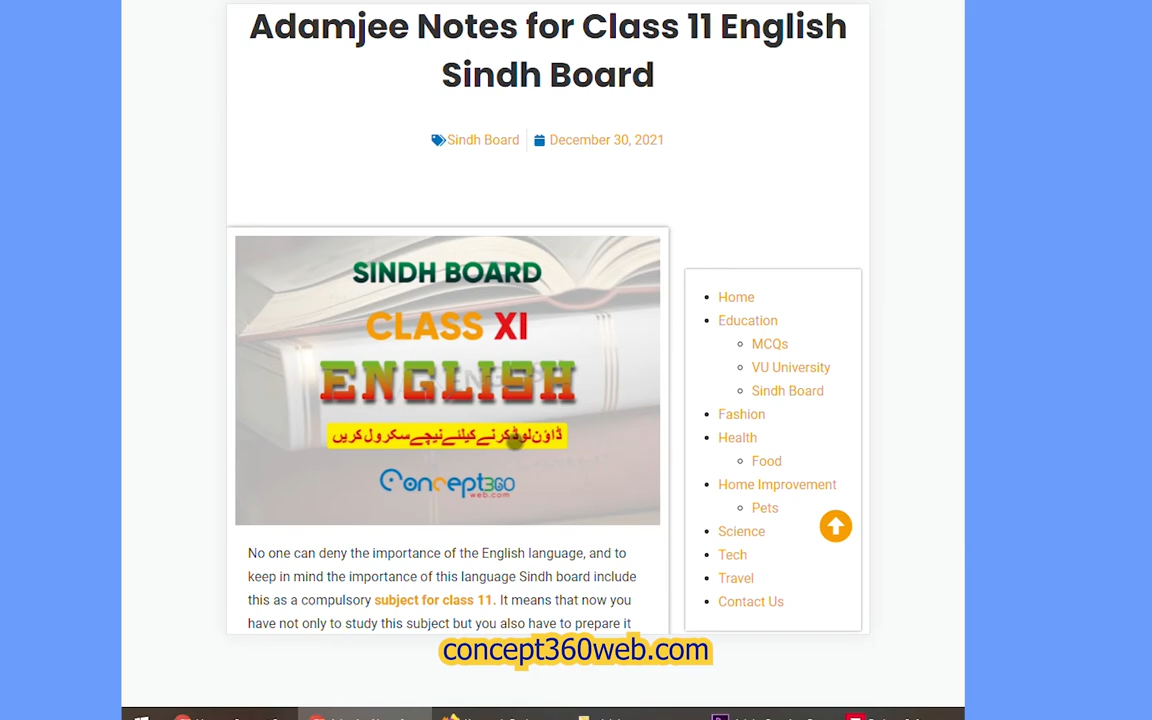 Adamjee Notes for Class 11 English
Sindh Board
Sindh Board
December 30, 2021
SINDH BOARD
CLASS XI
ENGLISH
ڈاؤن لوڈ کرنے کیلئے نیچے سکرول کریں
Concept360
web.com
No one can deny the importance of the English language, and to
keep in mind the importance of this language Sindh board include
this as a compulsory subject for class 11. It means that now you
have not only to study this subject but you also have to prepare it
Home
Education
MCQs
VU University
Sindh Board
Fashion
Health
Food
Home Improvement
Pets
Science
Tech
Travel
Contact Us
concept360web.com